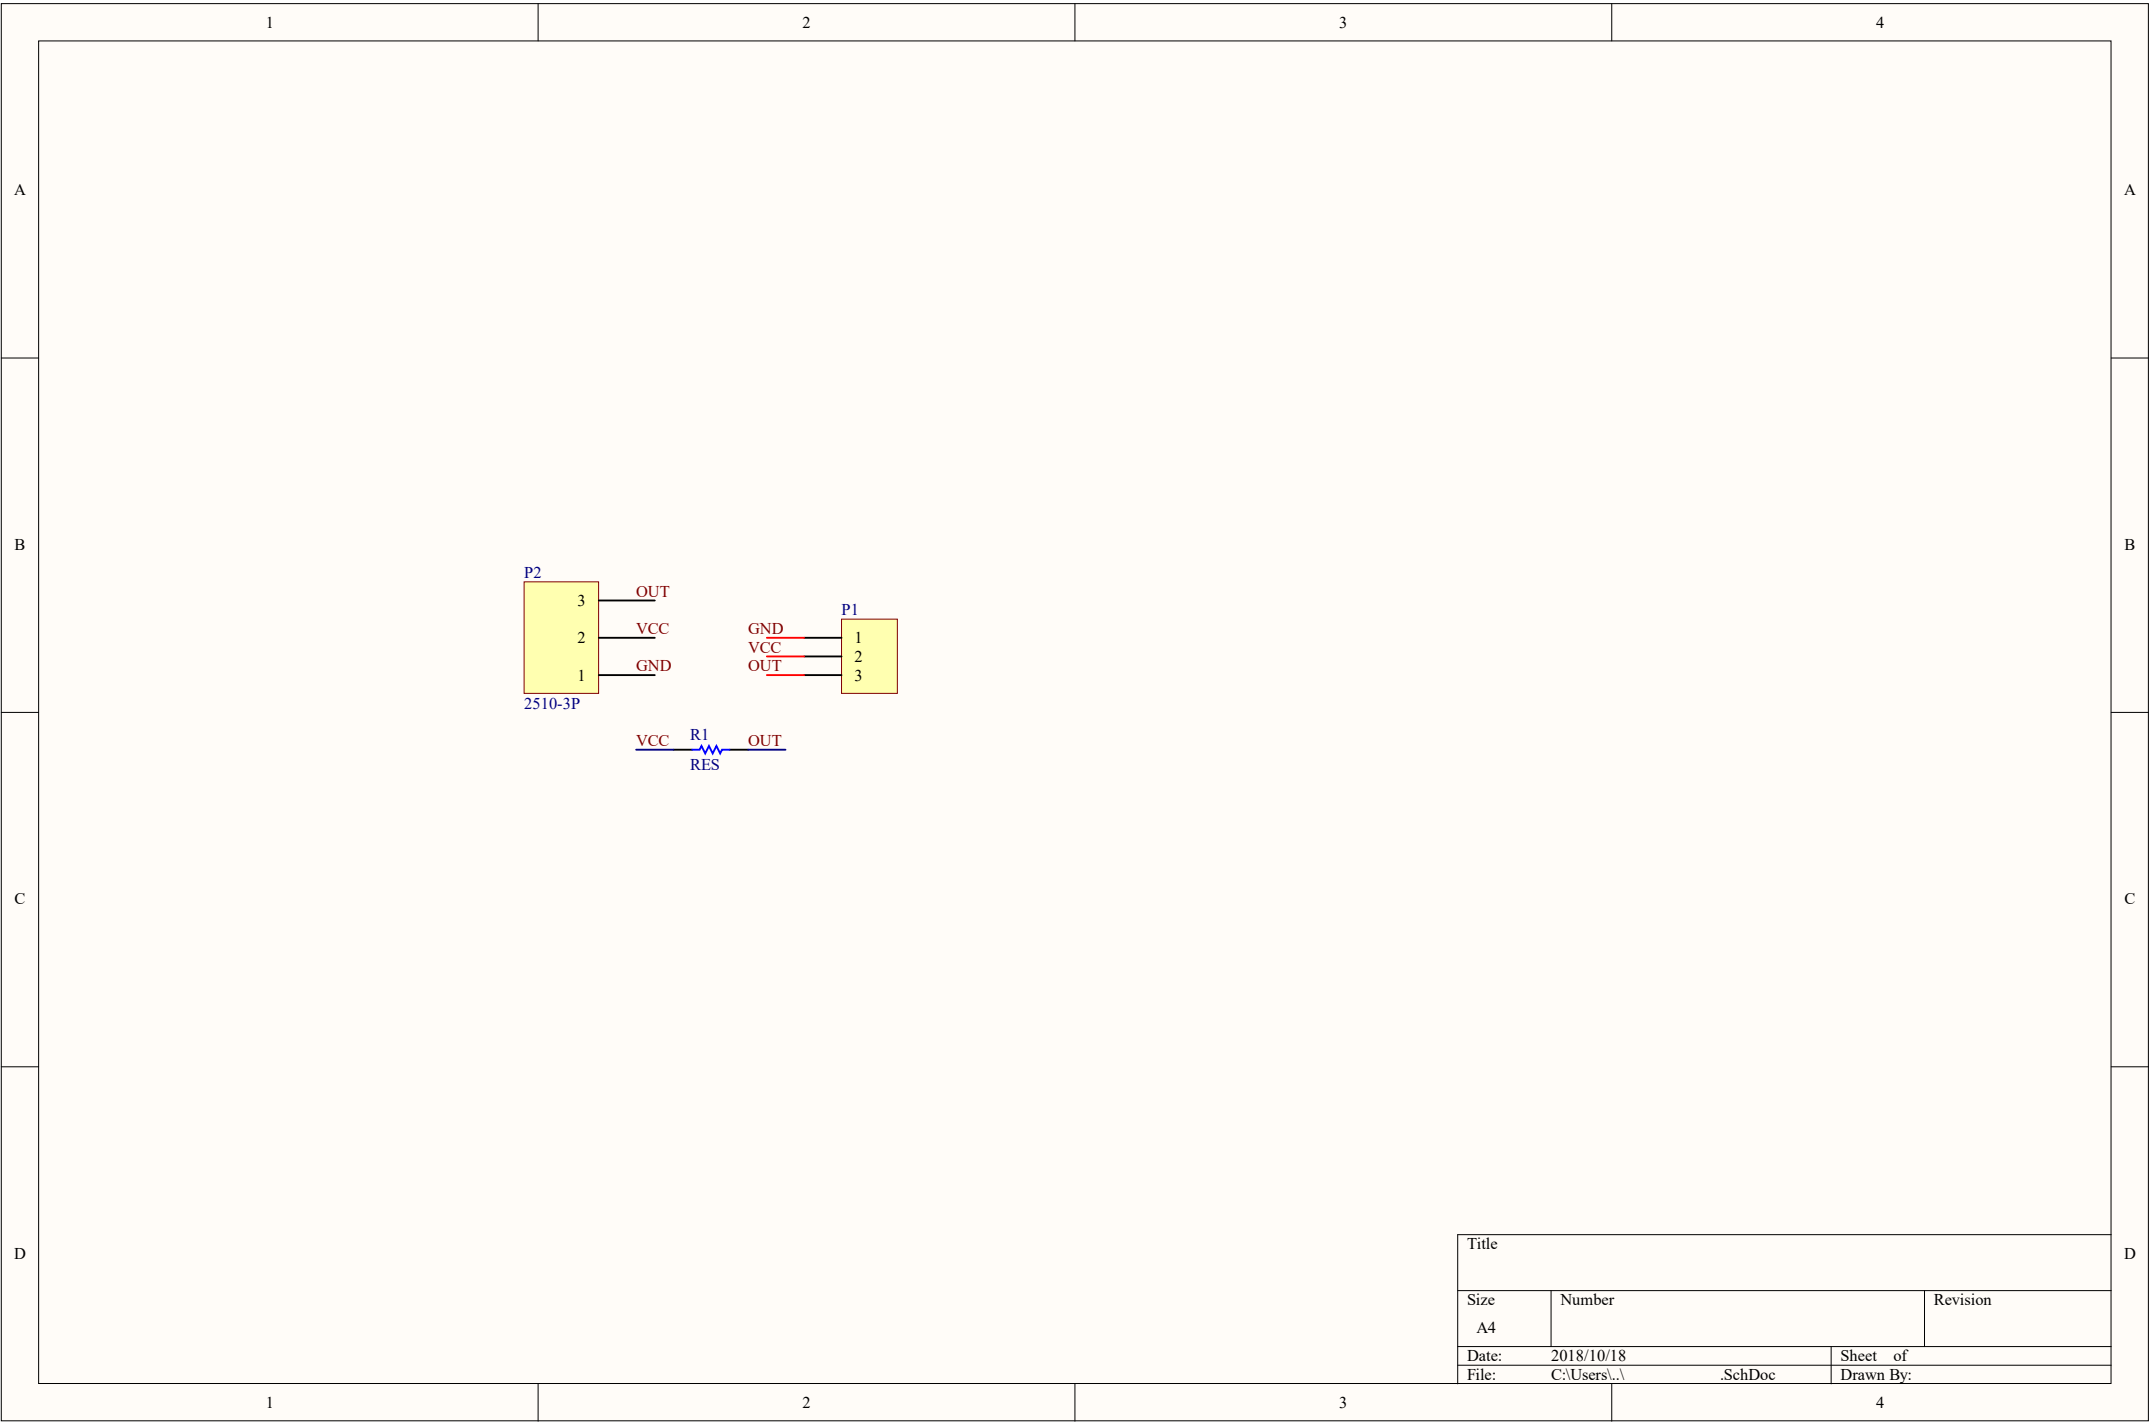 1 2 3 4
A A
B B
P2
3 OUT
2 VCC
1 GND
2510-3P
P1
GND 1
VCC 2
OUT 3
VCC R1 OUT
RES
C C
D D
Title
Size Number Revision
A4
Date: 2018/10/18 Sheet of
File: C:\Users\..\ .SchDoc Drawn By:
1 2 3 4